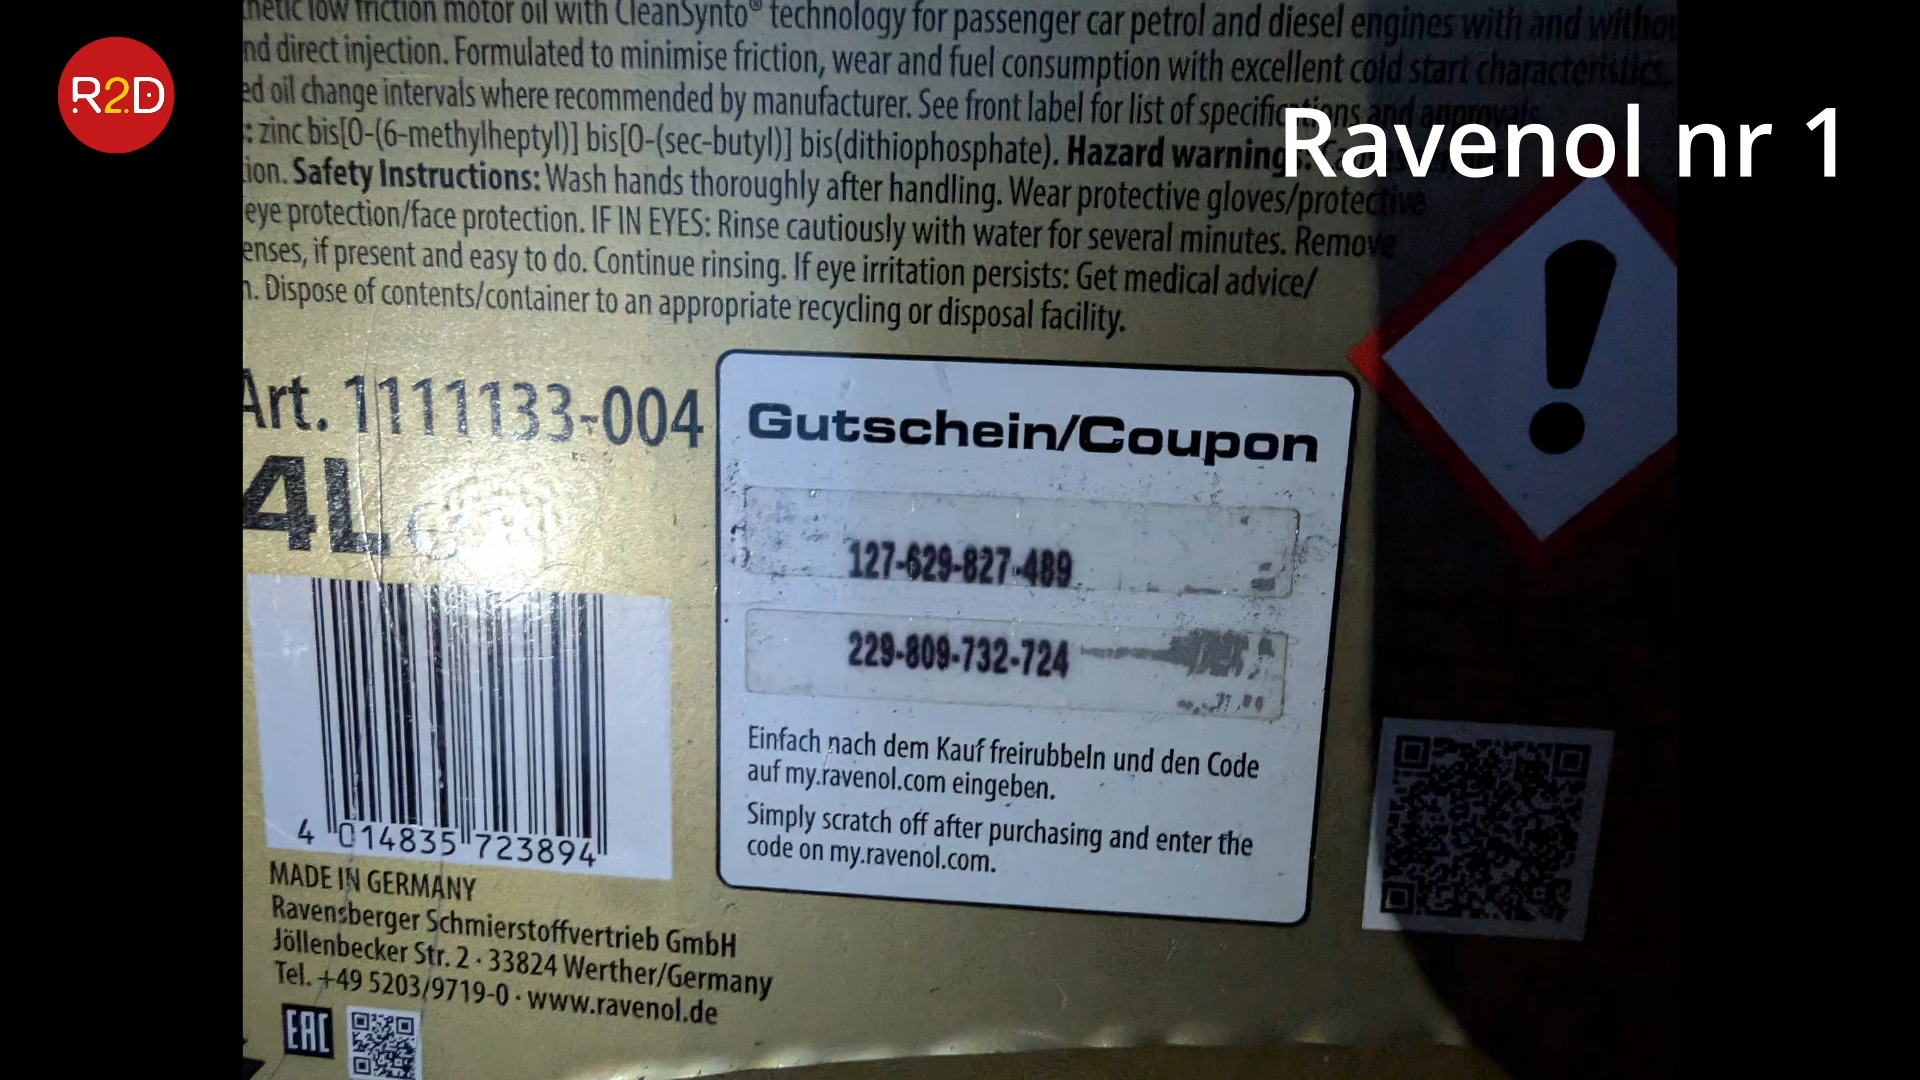 R2D
Ravenol nr 1
low friction motor oil with CleanSynto® technology for passenger car petrol and diesel engines with and
direct injection. Formulated to minimise friction, wear and fuel consumption with excellent cold start characteristics.
oil change intervals where recommended by manufacturer. See front label for list of specifications and approvals.
: zinc bis[O-(6-methylheptyl)] bis[O-(sec-butyl)] bis(dithiophosphate). Hazard warning
Safety Instructions: Wash hands thoroughly after handling. Wear protective gloves/protective
eye protection/face protection. IF IN EYES: Rinse cautiously with water for several minutes. Remove
if present and easy to do. Continue rinsing. If eye irritation persists: Get medical advice/
Dispose of contents/container to an appropriate recycling or disposal facility.
Art. 1111133-004
4L
4 014835 723894
MADE IN GERMANY
Ravensberger Schmierstoffvertrieb GmbH
Jöllenbecker Str. 2 · 33824 Werther/Germany
Tel. +49 5203/9719-0 · www.ravenol.de
EAC
Gutschein/Coupon
127-629-827-489
229-809-732-724
Einfach nach dem Kauf freirubbeln und den Code
auf my.ravenol.com eingeben.
Simply scratch off after purchasing and enter the
code on my.ravenol.com.